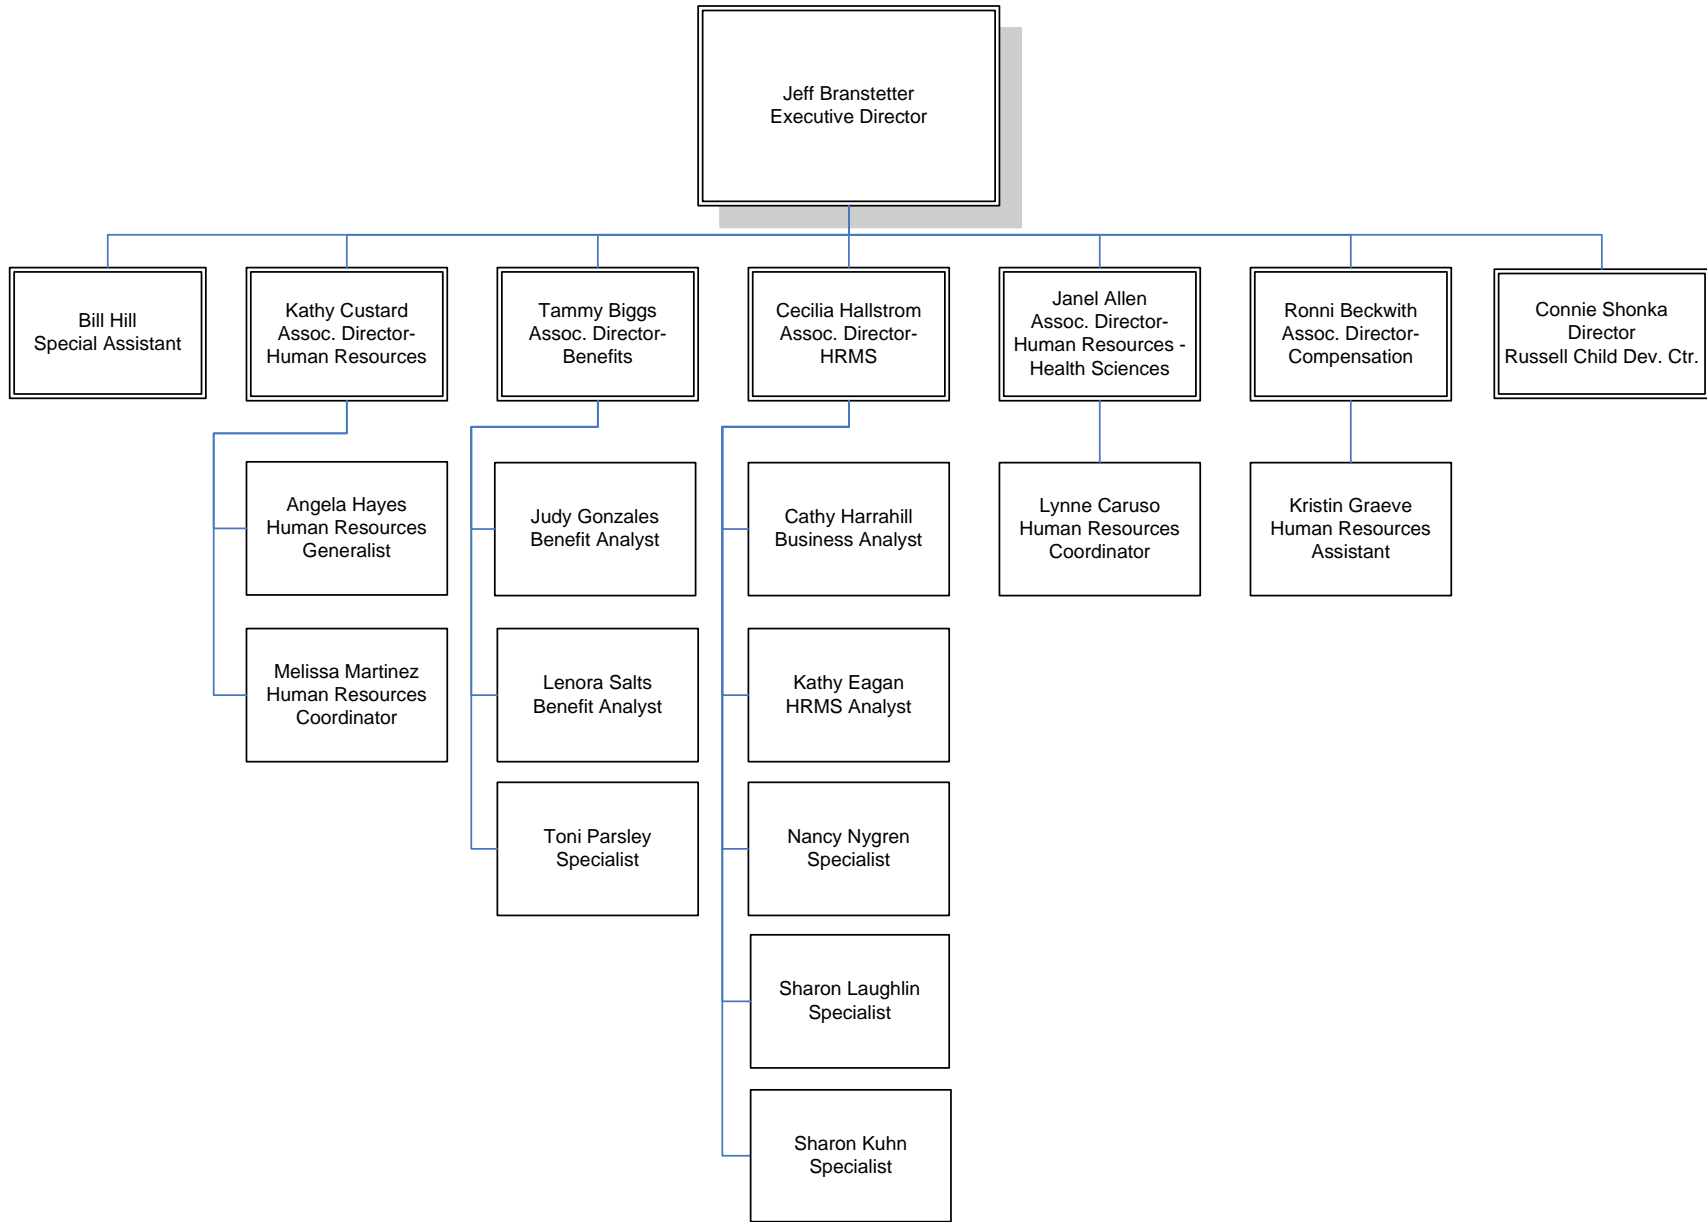 Jeff Branstetter
Executive Director
Bill Hill
Special Assistant
Kathy Custard
Assoc. Director-
Human Resources
Tammy Biggs
Assoc. Director-
Benefits
Cecilia Hallstrom
Assoc. Director-
HRMS
Janel Allen
Assoc. Director-
Human Resources -
Health Sciences
Ronni Beckwith
Assoc. Director-
Compensation
Connie Shonka
Director
Russell Child Dev. Ctr.
Angela Hayes
Human Resources
Generalist
Judy Gonzales
Benefit Analyst
Cathy Harrahill
Business Analyst
Lynne Caruso
Human Resources
Coordinator
Kristin Graeve
Human Resources
Assistant
Melissa Martinez
Human Resources
Coordinator
Lenora Salts
Benefit Analyst
Kathy Eagan
HRMS Analyst
Toni Parsley
Specialist
Nancy Nygren
Specialist
Sharon Laughlin
Specialist
Sharon Kuhn
Specialist